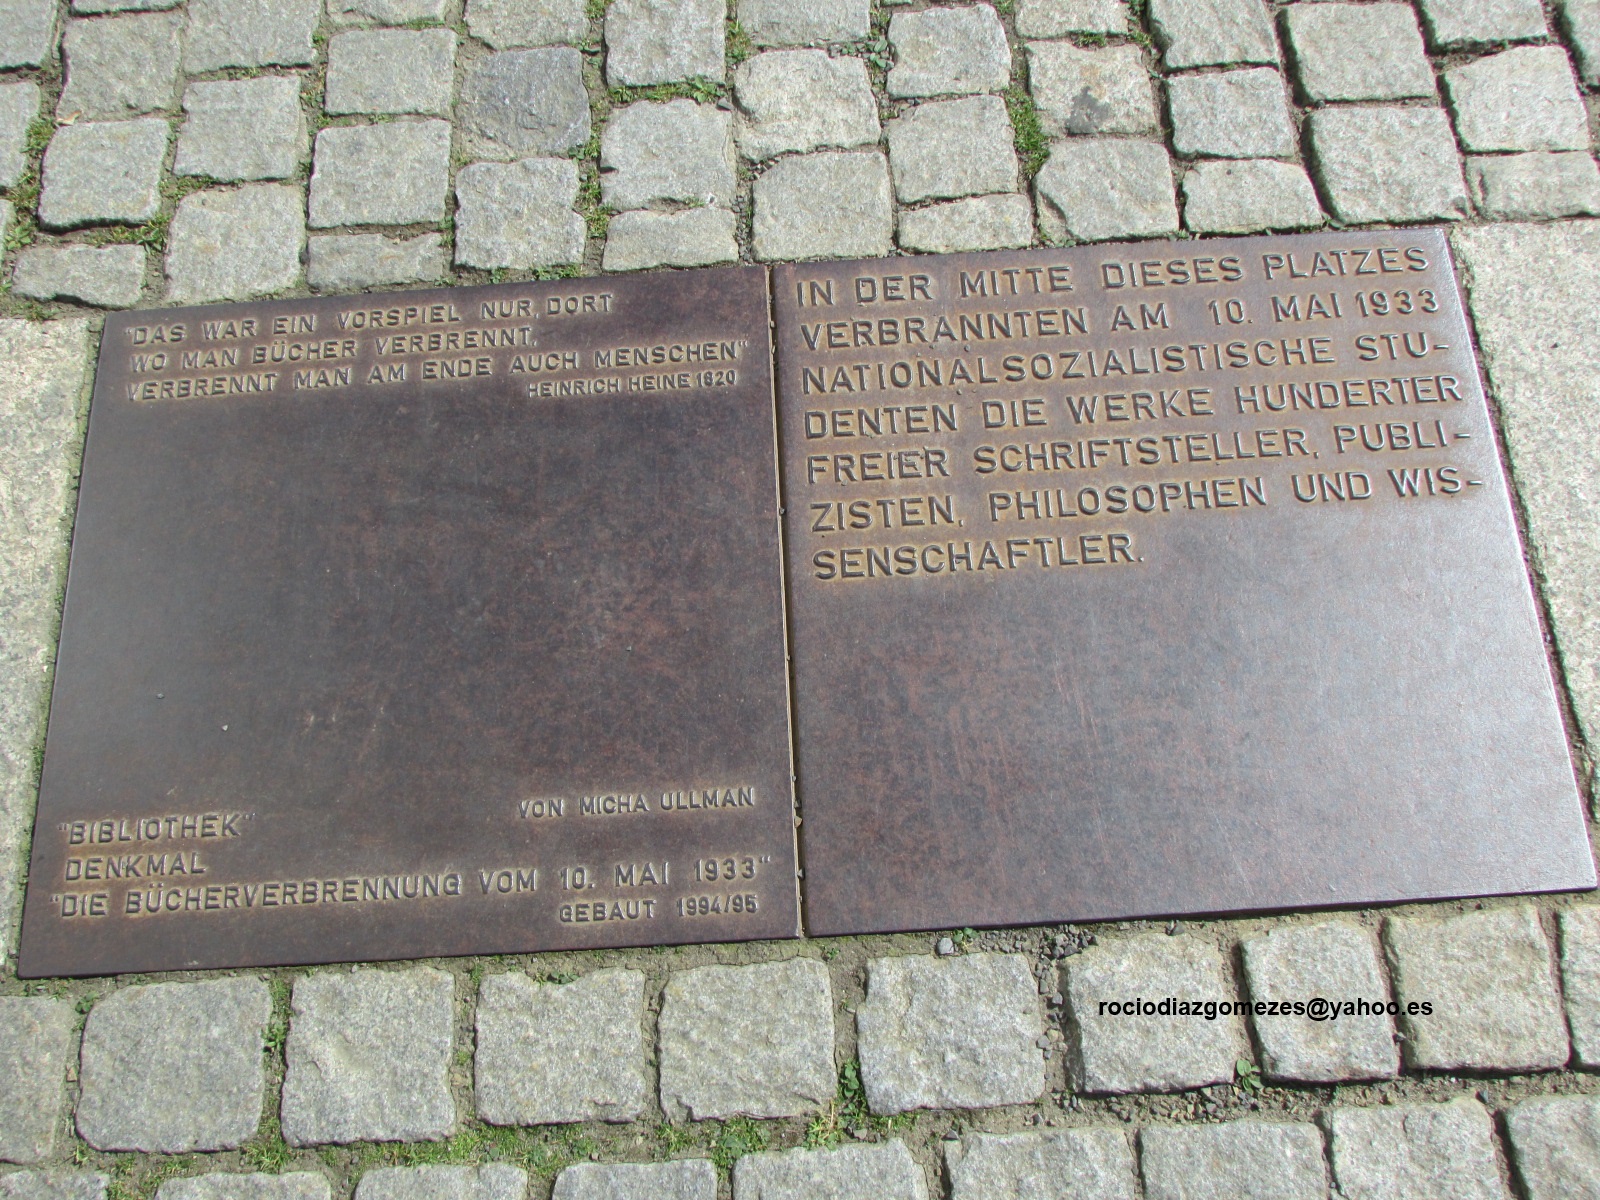 "DAS WAR EIN VORSPIEL NUR, DORT
WO MAN BÜCHER VERBRENNT,
VERBRENNT MAN AM ENDE AUCH MENSCHEN"
HEINRICH HEINE 1820
VON MICHA ULLMAN
"BIBLIOTHEK"
DENKMAL
"DIE BÜCHERVERBRENNUNG VOM 10. MAI 1933"
GEBAUT 1994/95
IN DER MITTE DIESES PLATZES
VERBRANNTEN AM 10. MAI 1933
NATIONALSOZIALISTISCHE STU-
DENTEN DIE WERKE HUNDERTER
FREIER SCHRIFTSTELLER, PUBLI-
ZISTEN, PHILOSOPHEN UND WIS-
SENSCHAFTLER.
rociodiazgomezes@yahoo.es